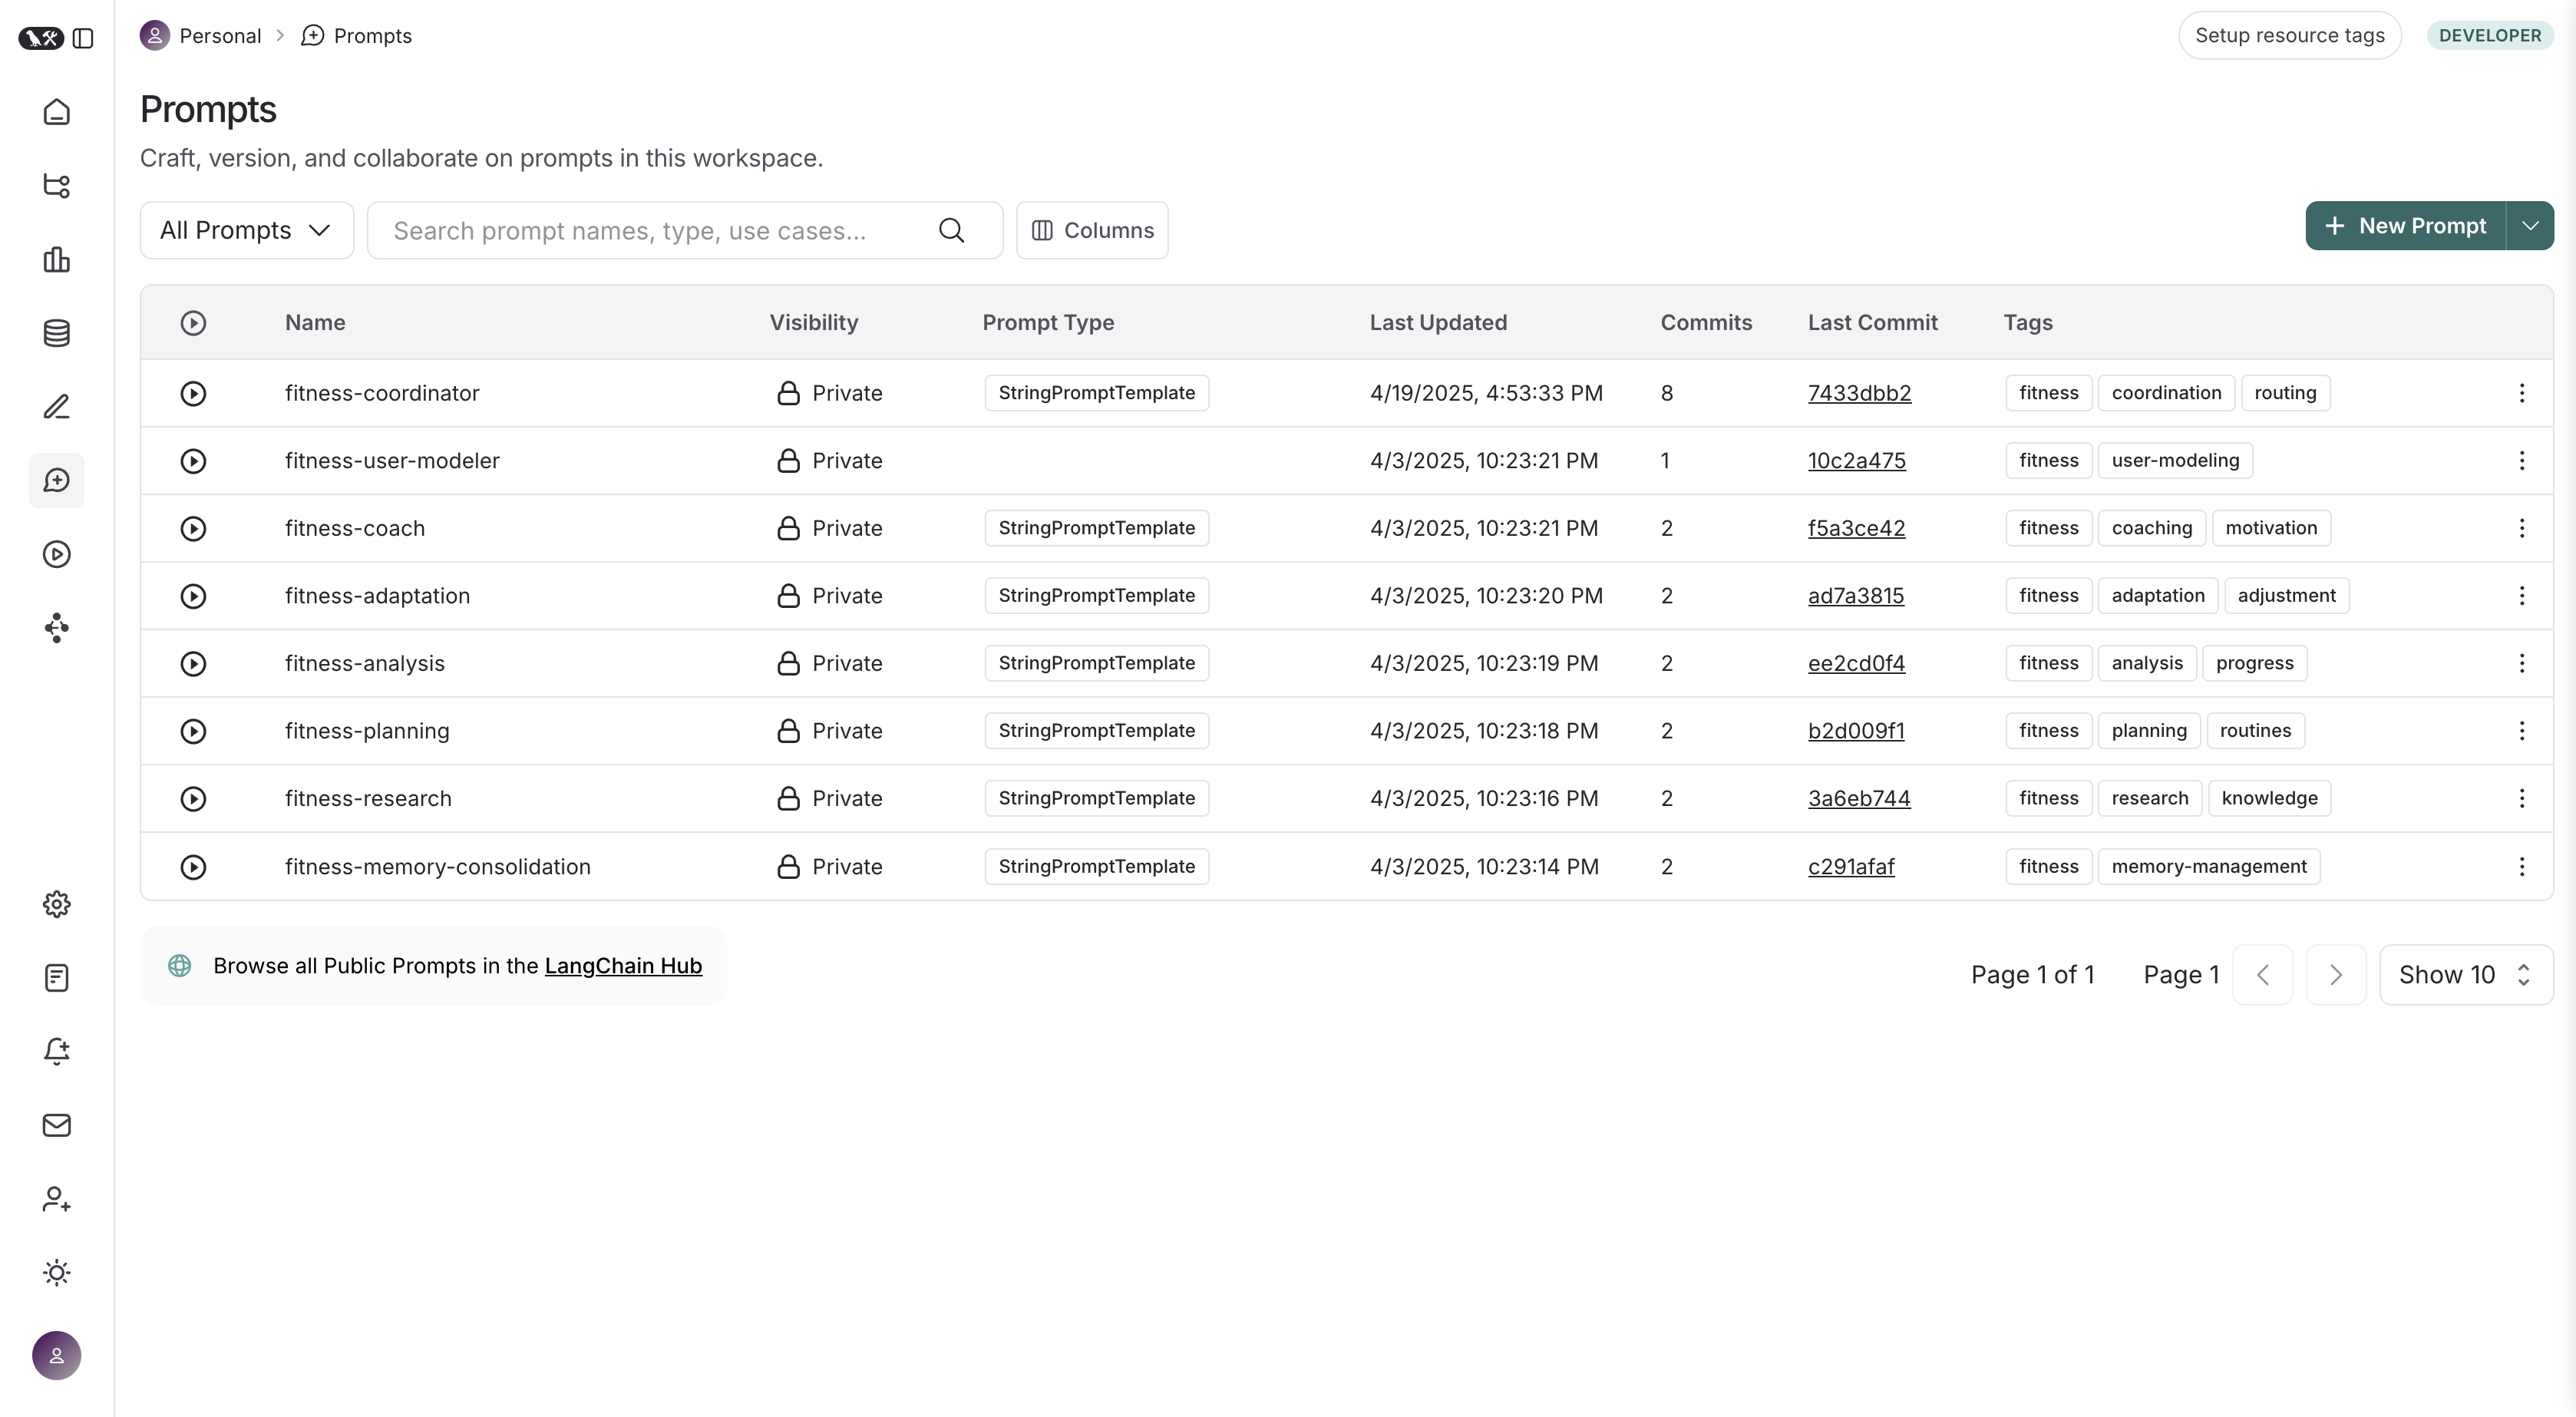 Personal > Prompts
Setup resource tags
DEVELOPER
Prompts
Craft, version, and collaborate on prompts in this workspace.
All Prompts
Search prompt names, type, use cases...
Columns
+ New Prompt
Name Visibility Prompt Type Last Updated Commits Last Commit Tags
fitness-coordinator Private StringPromptTemplate 4/19/2025, 4:53:33 PM 8 7433dbb2 fitness coordination routing
fitness-user-modeler Private 4/3/2025, 10:23:21 PM 1 10c2a475 fitness user-modeling
fitness-coach Private StringPromptTemplate 4/3/2025, 10:23:21 PM 2 f5a3ce42 fitness coaching motivation
fitness-adaptation Private StringPromptTemplate 4/3/2025, 10:23:20 PM 2 ad7a3815 fitness adaptation adjustment
fitness-analysis Private StringPromptTemplate 4/3/2025, 10:23:19 PM 2 ee2cd0f4 fitness analysis progress
fitness-planning Private StringPromptTemplate 4/3/2025, 10:23:18 PM 2 b2d009f1 fitness planning routines
fitness-research Private StringPromptTemplate 4/3/2025, 10:23:16 PM 2 3a6eb744 fitness research knowledge
fitness-memory-consolidation Private StringPromptTemplate 4/3/2025, 10:23:14 PM 2 c291afaf fitness memory-management
Browse all Public Prompts in the LangChain Hub
Page 1 of 1 Page 1 Show 10